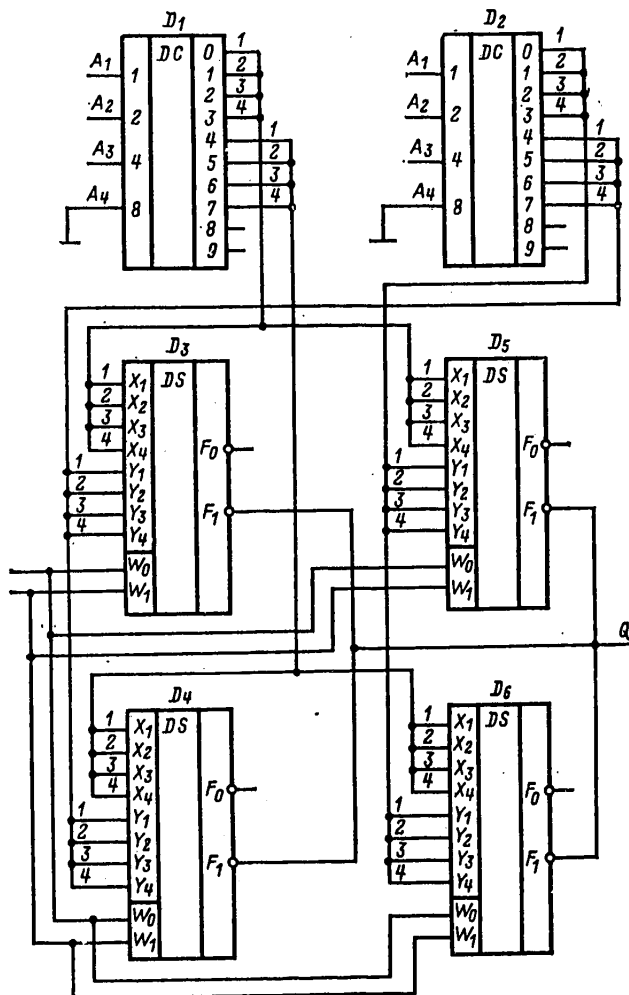 D1 D2
DC DC
A1 1 0 1 A1 1 0 1
1 2 1 2
A2 2 2 3 A2 2 2 3
3 4 3 4
A3 4 4 1 A3 4 4 1
5 2 5 2
6 3 6 3
A4 8 7 4 A4 8 7 4
8 8
9 9
D3 D5
1 X1 DS 1 X1 DS
2 X2 2 X2
3 X3 3 X3
4 X4 F0 4 X4 F0
1 Y1 1 Y1
2 Y2 2 Y2
3 Y3 F1 3 Y3 F1
4 Y4 4 Y4
W0 W0
W1 W1
Q
D4 D6
1 X1 DS 1 X1 DS
2 X2 2 X2
3 X3 3 X3
4 X4 F0 4 X4 F0
1 Y1 1 Y1
2 Y2 2 Y2
3 Y3 F1 3 Y3 F1
4 Y4 4 Y4
W0 W0
W1 W1